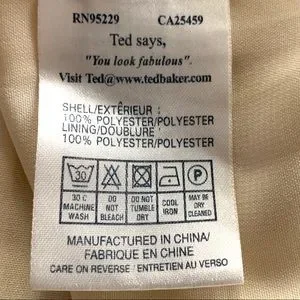 RN95229 CA25459
Ted says,
"You look fabulous".
Visit Ted@www.tedbaker.com
SHELL/EXTÉRIEUR :
100% POLYESTER/POLYESTER
LINING/DOUBLURE :
100% POLYESTER/POLYESTER
30 P
30 C MACHINE WASH
DO NOT BLEACH
DO NOT TUMBLE DRY
COOL IRON
MAY BE DRY CLEANED
MANUFACTURED IN CHINA/
FABRIQUE EN CHINE
CARE ON REVERSE / ENTRETIEN AU VERSO